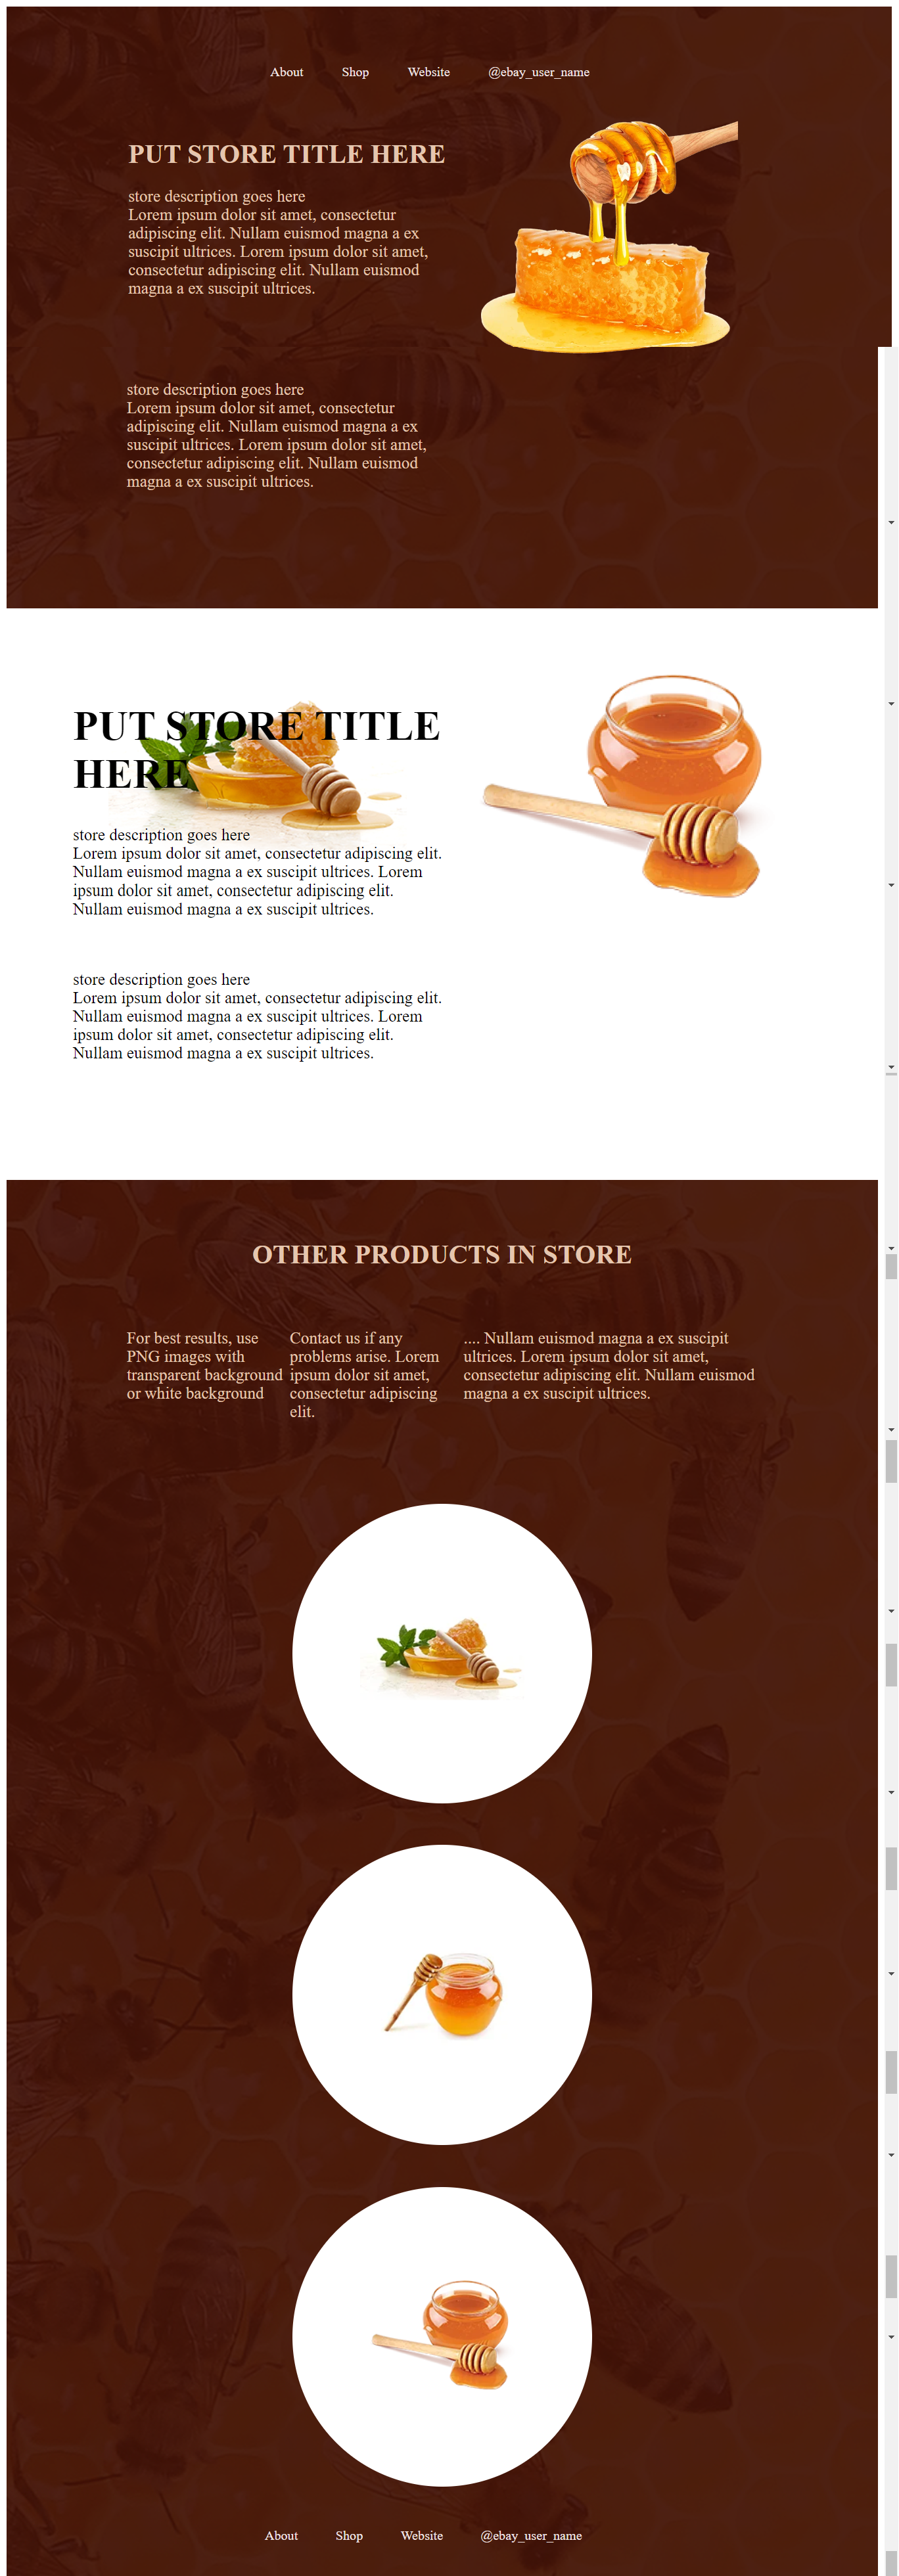 About Shop Website @ebay_user_name
PUT STORE TITLE HERE
store description goes here
Lorem ipsum dolor sit amet, consectetur
adipiscing elit. Nullam euismod magna a ex
suscipit ultrices. Lorem ipsum dolor sit amet,
consectetur adipiscing elit. Nullam euismod
magna a ex suscipit ultrices.
store description goes here
Lorem ipsum dolor sit amet, consectetur
adipiscing elit. Nullam euismod magna a ex
suscipit ultrices. Lorem ipsum dolor sit amet,
consectetur adipiscing elit. Nullam euismod
magna a ex suscipit ultrices.
PUT STORE TITLE
HERE
store description goes here
Lorem ipsum dolor sit amet, consectetur adipiscing elit.
Nullam euismod magna a ex suscipit ultrices. Lorem
ipsum dolor sit amet, consectetur adipiscing elit.
Nullam euismod magna a ex suscipit ultrices.
store description goes here
Lorem ipsum dolor sit amet, consectetur adipiscing elit.
Nullam euismod magna a ex suscipit ultrices. Lorem
ipsum dolor sit amet, consectetur adipiscing elit.
Nullam euismod magna a ex suscipit ultrices.
OTHER PRODUCTS IN STORE
For best results, use
PNG images with
transparent background
or white background
Contact us if any
problems arise. Lorem
ipsum dolor sit amet,
consectetur adipiscing
elit.
.... Nullam euismod magna a ex suscipit
ultrices. Lorem ipsum dolor sit amet,
consectetur adipiscing elit. Nullam euismod
magna a ex suscipit ultrices.
About Shop Website @ebay_user_name